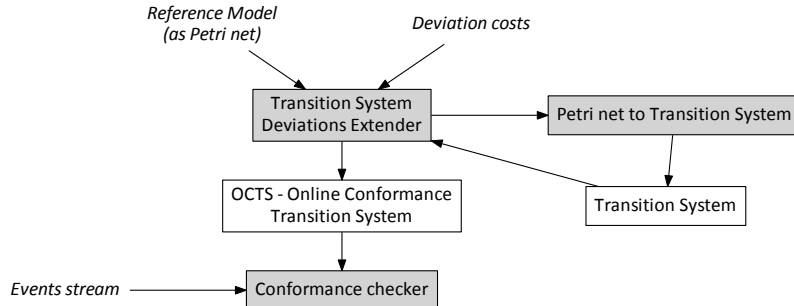 Reference Model
(as Petri net)
Deviation costs
Transition System
Deviations Extender
Petri net to Transition System
OCTS - Online Conformance
Transition System
Transition System
Events stream
Conformance checker